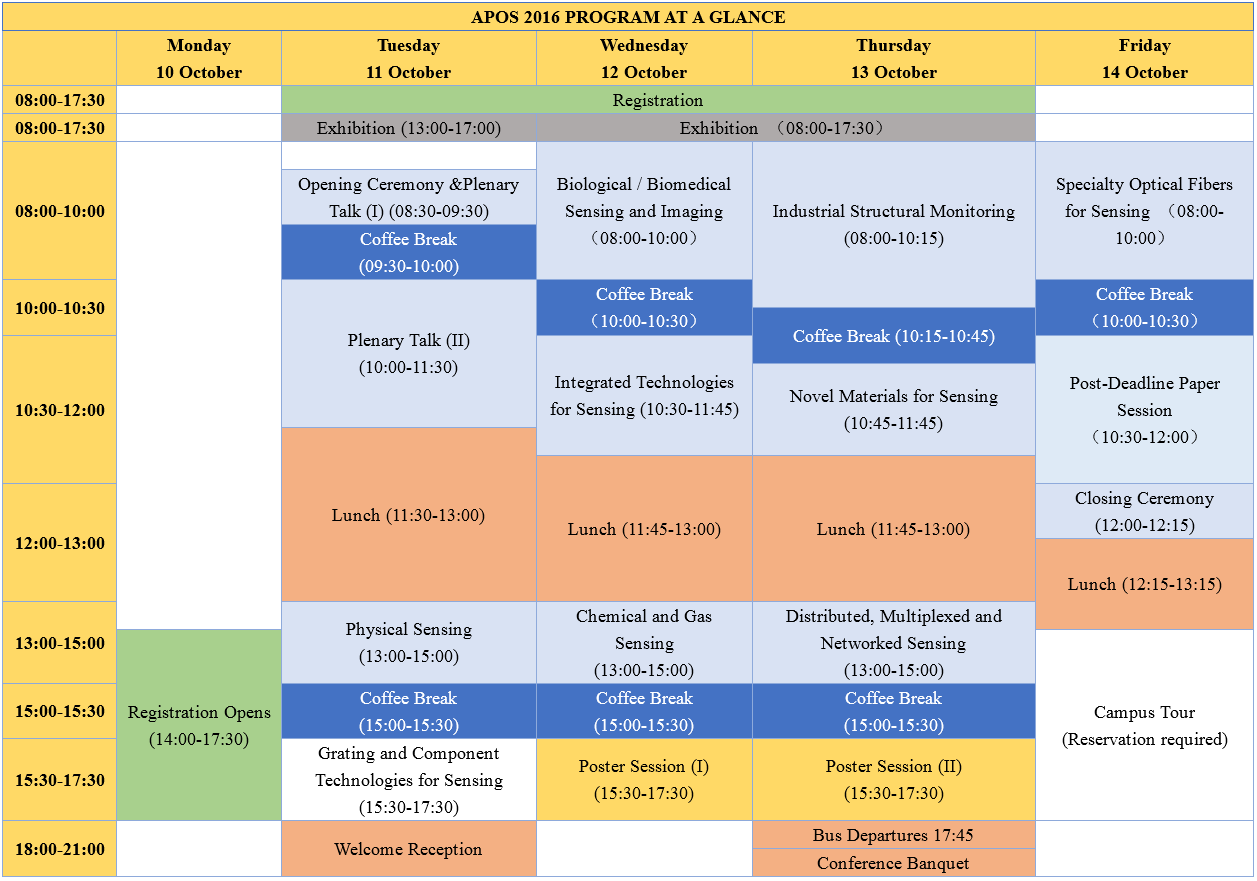 APOS 2016 PROGRAM AT A GLANCE
Monday
10 October
Tuesday
11 October
Wednesday
12 October
Thursday
13 October
Friday
14 October
08:00-17:30
Registration
08:00-17:30
Exhibition (13:00-17:00)
Exhibition （08:00-17:30）
08:00-10:00
Opening Ceremony &Plenary
Talk (I) (08:30-09:30)
Coffee Break
(09:30-10:00)
Biological / Biomedical
Sensing and Imaging
（08:00-10:00）
Industrial Structural Monitoring
(08:00-10:15)
Specialty Optical Fibers
for Sensing （08:00-
10:00）
10:00-10:30
Plenary Talk (II)
(10:00-11:30)
Coffee Break
（10:00-10:30）
Coffee Break (10:15-10:45)
Coffee Break
（10:00-10:30）
10:30-12:00
Integrated Technologies
for Sensing (10:30-11:45)
Novel Materials for Sensing
(10:45-11:45)
Post-Deadline Paper
Session
（10:30-12:00）
12:00-13:00
Lunch (11:30-13:00)
Lunch (11:45-13:00)
Lunch (11:45-13:00)
Closing Ceremony
(12:00-12:15)
Lunch (12:15-13:15)
13:00-15:00
Physical Sensing
(13:00-15:00)
Chemical and Gas
Sensing
(13:00-15:00)
Distributed, Multiplexed and
Networked Sensing
(13:00-15:00)
15:00-15:30
Registration Opens
(14:00-17:30)
Coffee Break
(15:00-15:30)
Coffee Break
(15:00-15:30)
Coffee Break
(15:00-15:30)
Campus Tour
(Reservation required)
15:30-17:30
Grating and Component
Technologies for Sensing
(15:30-17:30)
Poster Session (I)
(15:30-17:30)
Poster Session (II)
(15:30-17:30)
18:00-21:00
Welcome Reception
Bus Departures 17:45
Conference Banquet